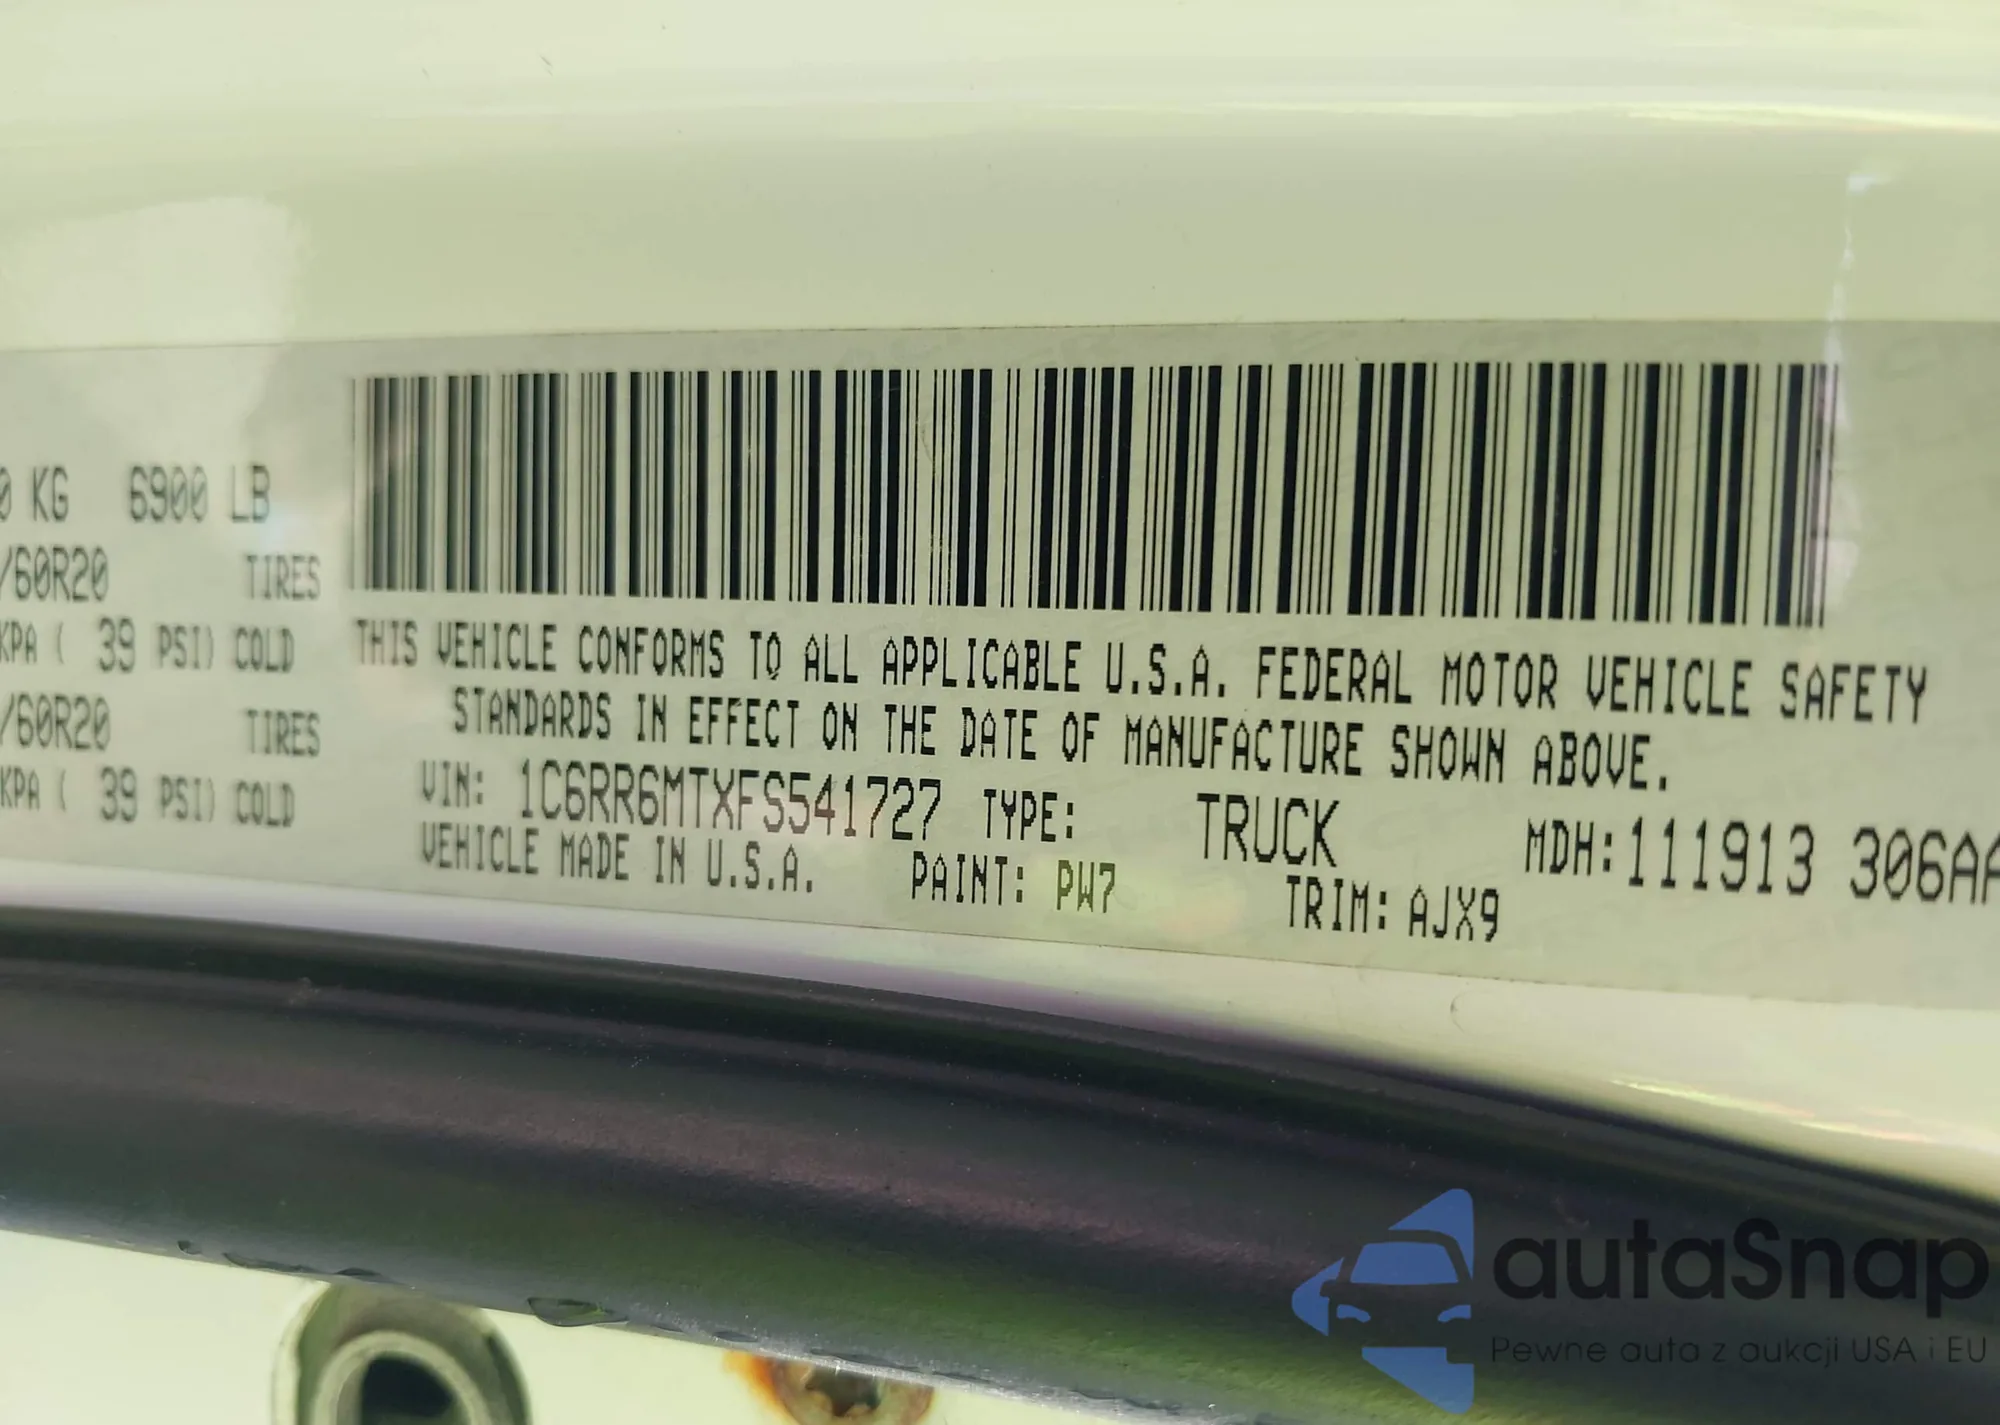 0 KG 6900 LB
/60R20 TIRES
KPA ( 39 PSI) COLD
/60R20 TIRES
KPA ( 39 PSI) COLD
THIS VEHICLE CONFORMS TO ALL APPLICABLE U.S.A. FEDERAL MOTOR VEHICLE SAFETY
STANDARDS IN EFFECT ON THE DATE OF MANUFACTURE SHOWN ABOVE.
VIN: 1C6RR6MTXFS541727 TYPE: TRUCK MDH:111913 306AA
VEHICLE MADE IN U.S.A. PAINT: PW7 TRIM: AJX9
autaSnap
Pewne auta z aukcji USA i EU